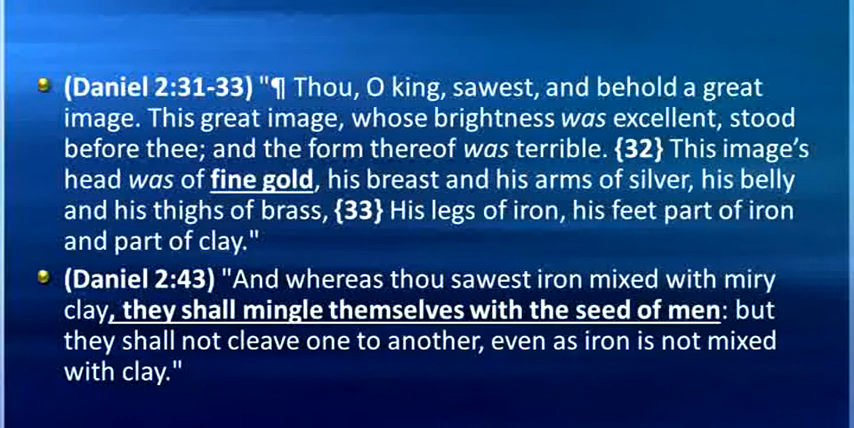 (Daniel 2:31-33) "¶ Thou, O king, sawest, and behold a great
image. This great image, whose brightness was excellent, stood
before thee; and the form thereof was terrible. {32} This image's
head was of fine gold, his breast and his arms of silver, his belly
and his thighs of brass, {33} His legs of iron, his feet part of iron
and part of clay."
(Daniel 2:43) "And whereas thou sawest iron mixed with miry
clay, they shall mingle themselves with the seed of men: but
they shall not cleave one to another, even as iron is not mixed
with clay."